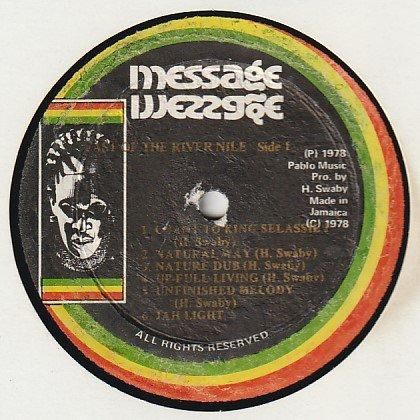 message
message
EAST OF THE RIVER NILE Side 1
(P) 1978
Pablo Music
Pro. by
H. Swaby
Made in
Jamaica
(C) 1978
1 CHANT TO KING SELASSIE I
(H. Swaby)
2 NATURAL WAY (H. Swaby)
3 NATURE DUB (H. Swaby)
4 UPFULL LIVING (H. Swaby)
5 UNFINISHED MELODY
(H. Swaby)
6 JAH LIGHT
ALL RIGHTS RESERVED